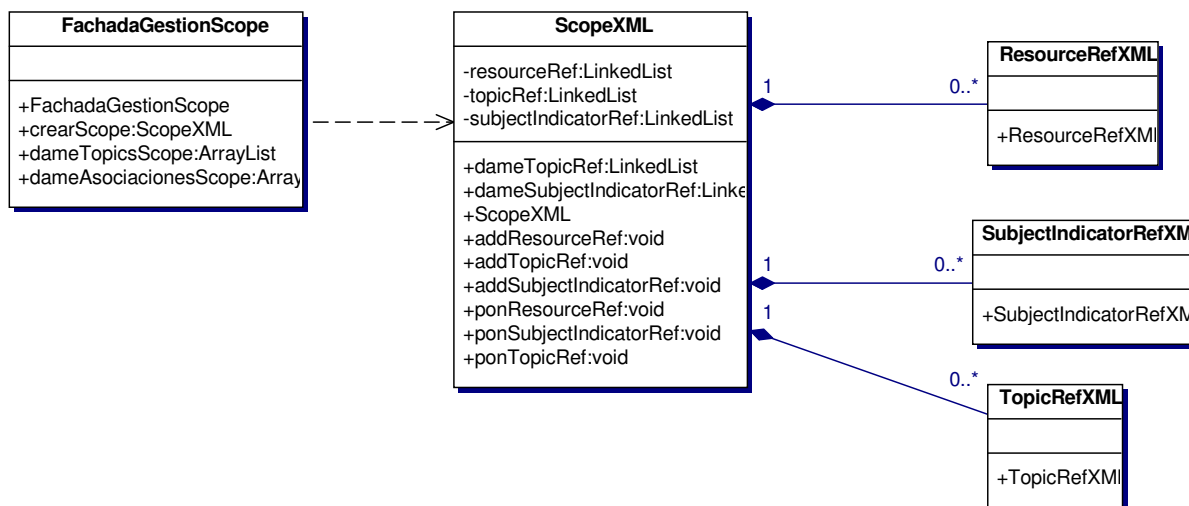 FachadaGestionScope
+FachadaGestionScope
+crearScope:ScopeXML
+dameTopicsScope:ArrayList
+dameAsociacionesScope:Array
ScopeXML
-resourceRef:LinkedList
-topicRef:LinkedList
-subjectIndicatorRef:LinkedList
+dameTopicRef:LinkedList
+dameSubjectIndicatorRef:Linke
+ScopeXML
+addResourceRef:void
+addTopicRef:void
+addSubjectIndicatorRef:void
+ponResourceRef:void
+ponSubjectIndicatorRef:void
+ponTopicRef:void
1
0..*
ResourceRefXML
+ResourceRefXML
1
0..*
SubjectIndicatorRefXM
+SubjectIndicatorRefXM
1
0..*
TopicRefXML
+TopicRefXML